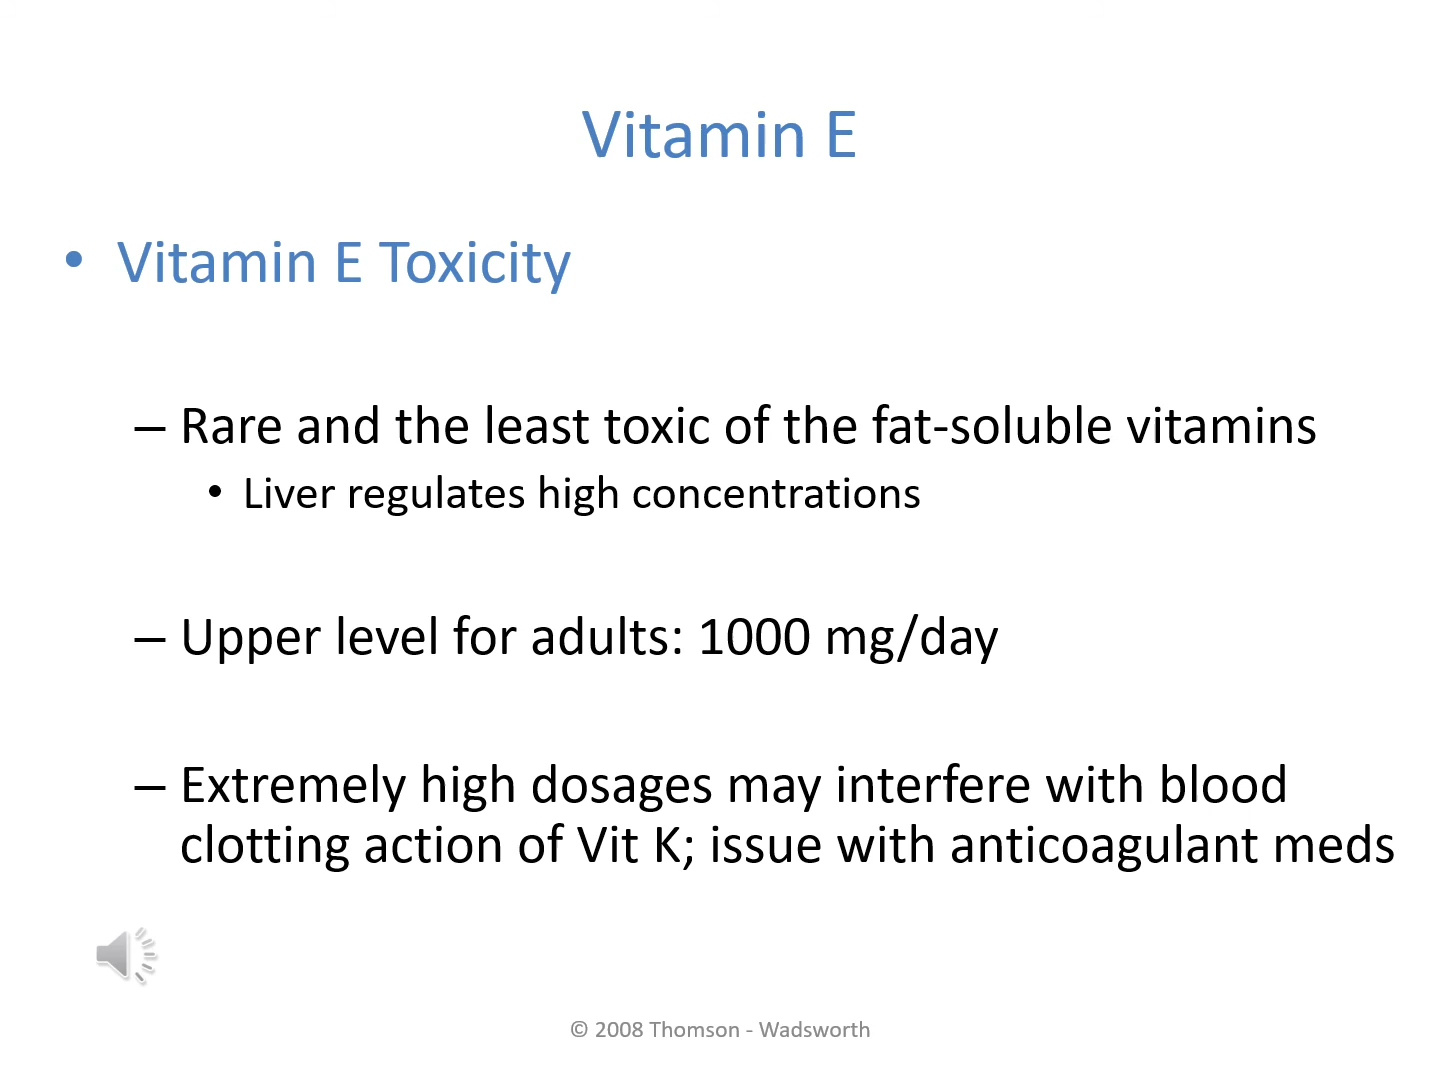 Vitamin E
• Vitamin E Toxicity
– Rare and the least toxic of the fat-soluble vitamins
• Liver regulates high concentrations
– Upper level for adults: 1000 mg/day
– Extremely high dosages may interfere with blood
clotting action of Vit K; issue with anticoagulant meds
© 2008 Thomson - Wadsworth